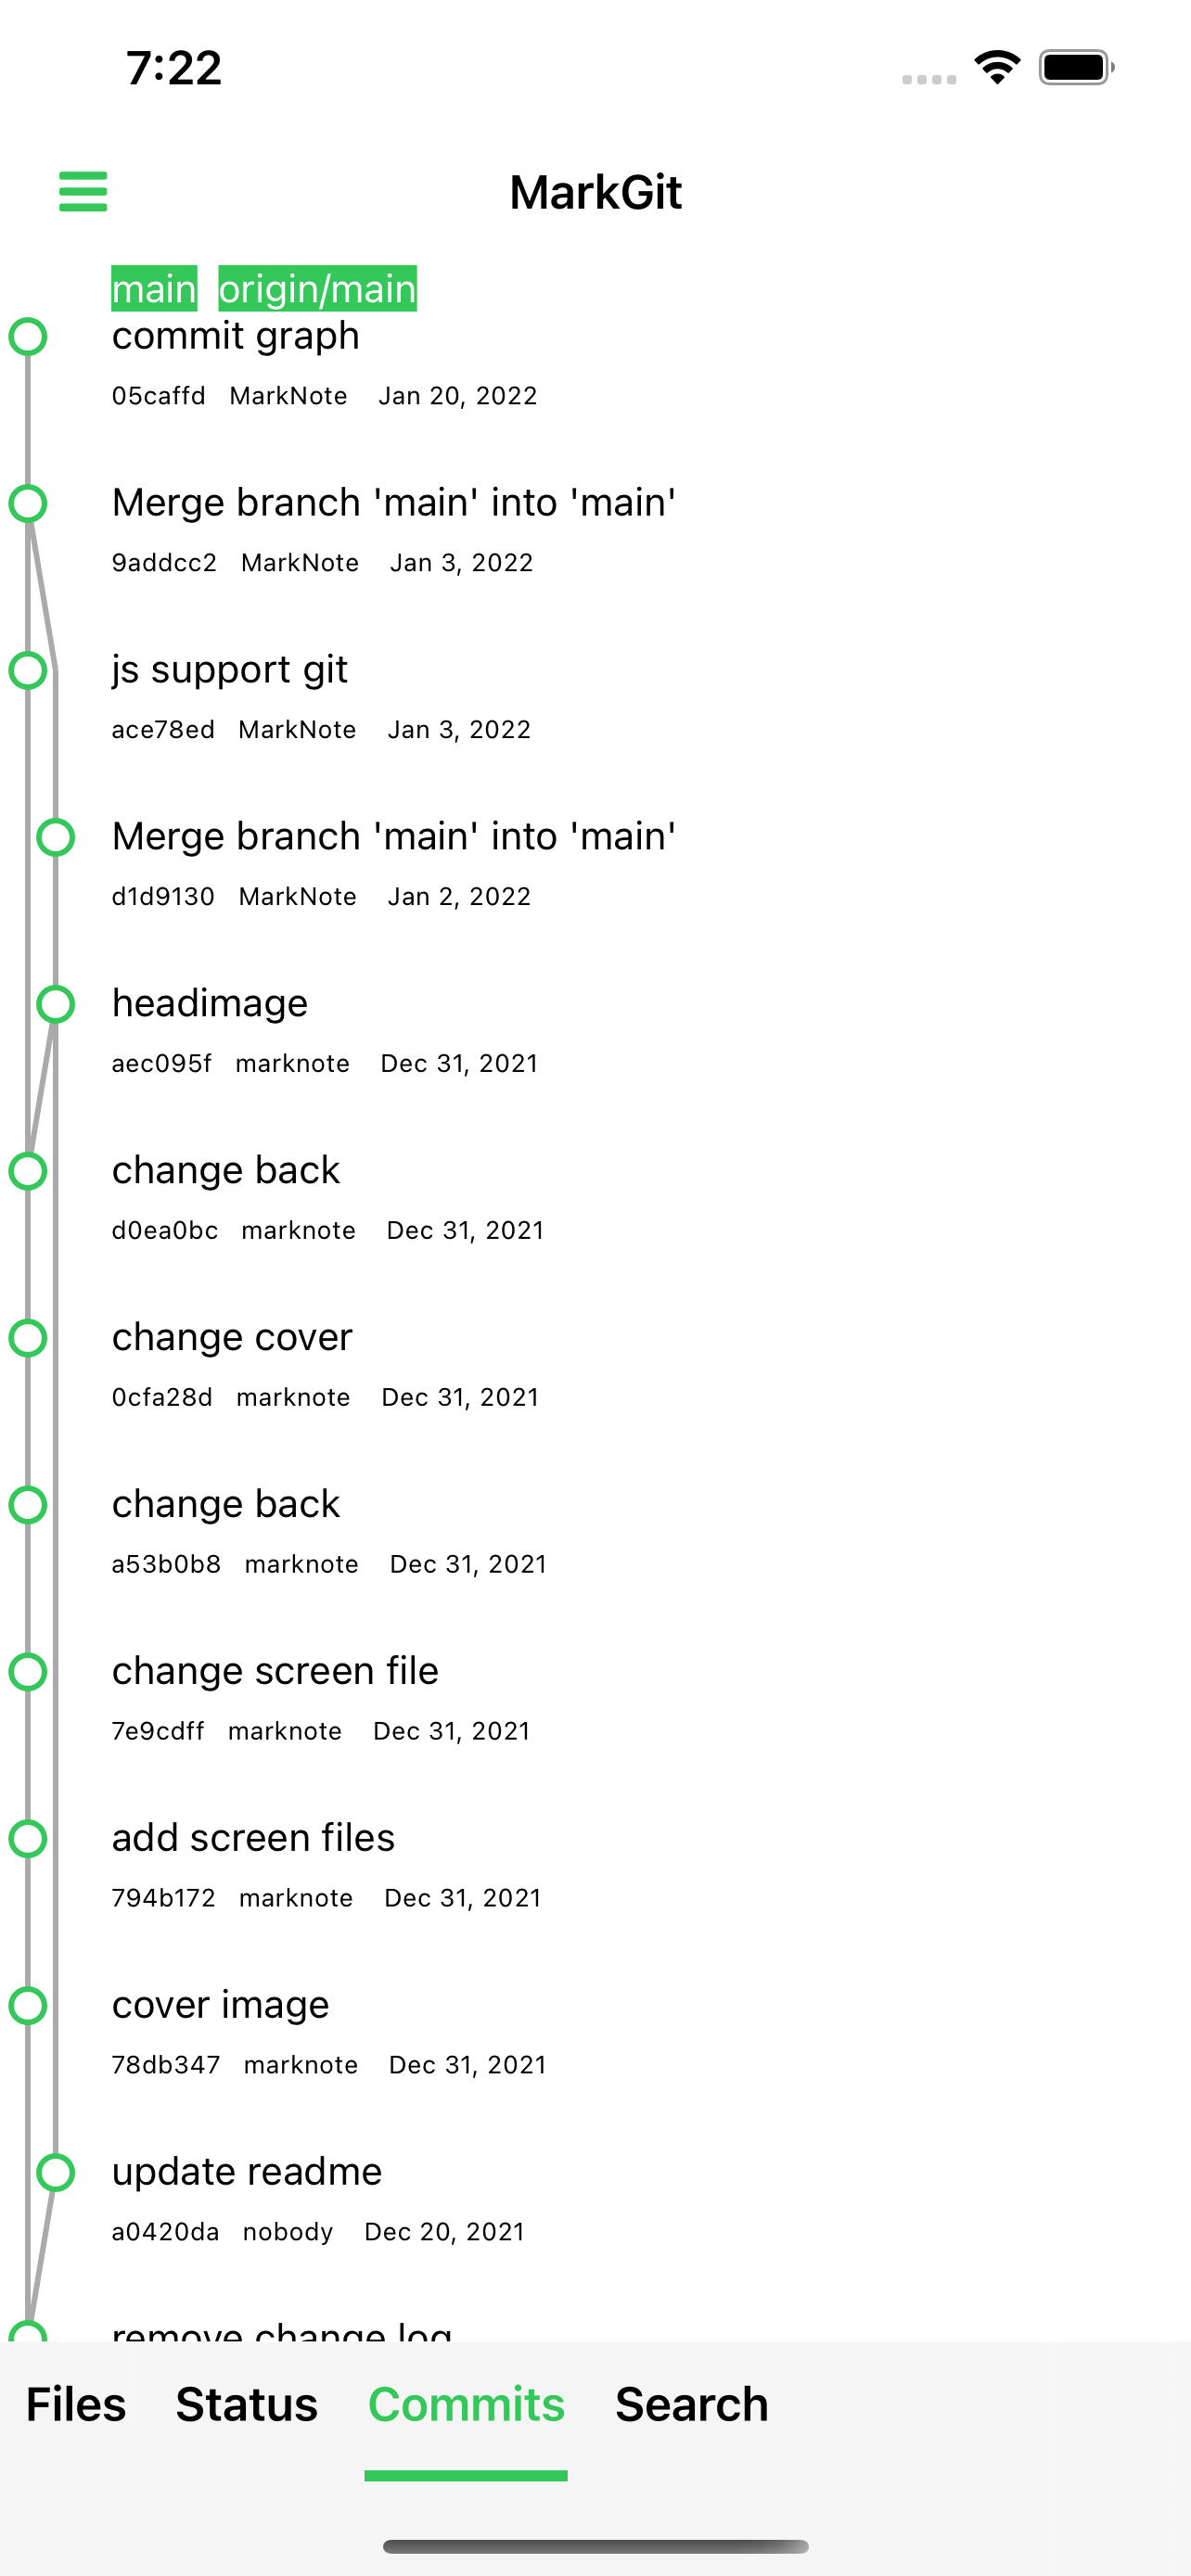 7:22
MarkGit
main origin/main
commit graph
05caffd MarkNote Jan 20, 2022
Merge branch 'main' into 'main'
9addcc2 MarkNote Jan 3, 2022
js support git
ace78ed MarkNote Jan 3, 2022
Merge branch 'main' into 'main'
d1d9130 MarkNote Jan 2, 2022
headimage
aec095f marknote Dec 31, 2021
change back
d0ea0bc marknote Dec 31, 2021
change cover
0cfa28d marknote Dec 31, 2021
change back
a53b0b8 marknote Dec 31, 2021
change screen file
7e9cdff marknote Dec 31, 2021
add screen files
794b172 marknote Dec 31, 2021
cover image
78db347 marknote Dec 31, 2021
update readme
a0420da nobody Dec 20, 2021
remove change log
Files Status Commits Search